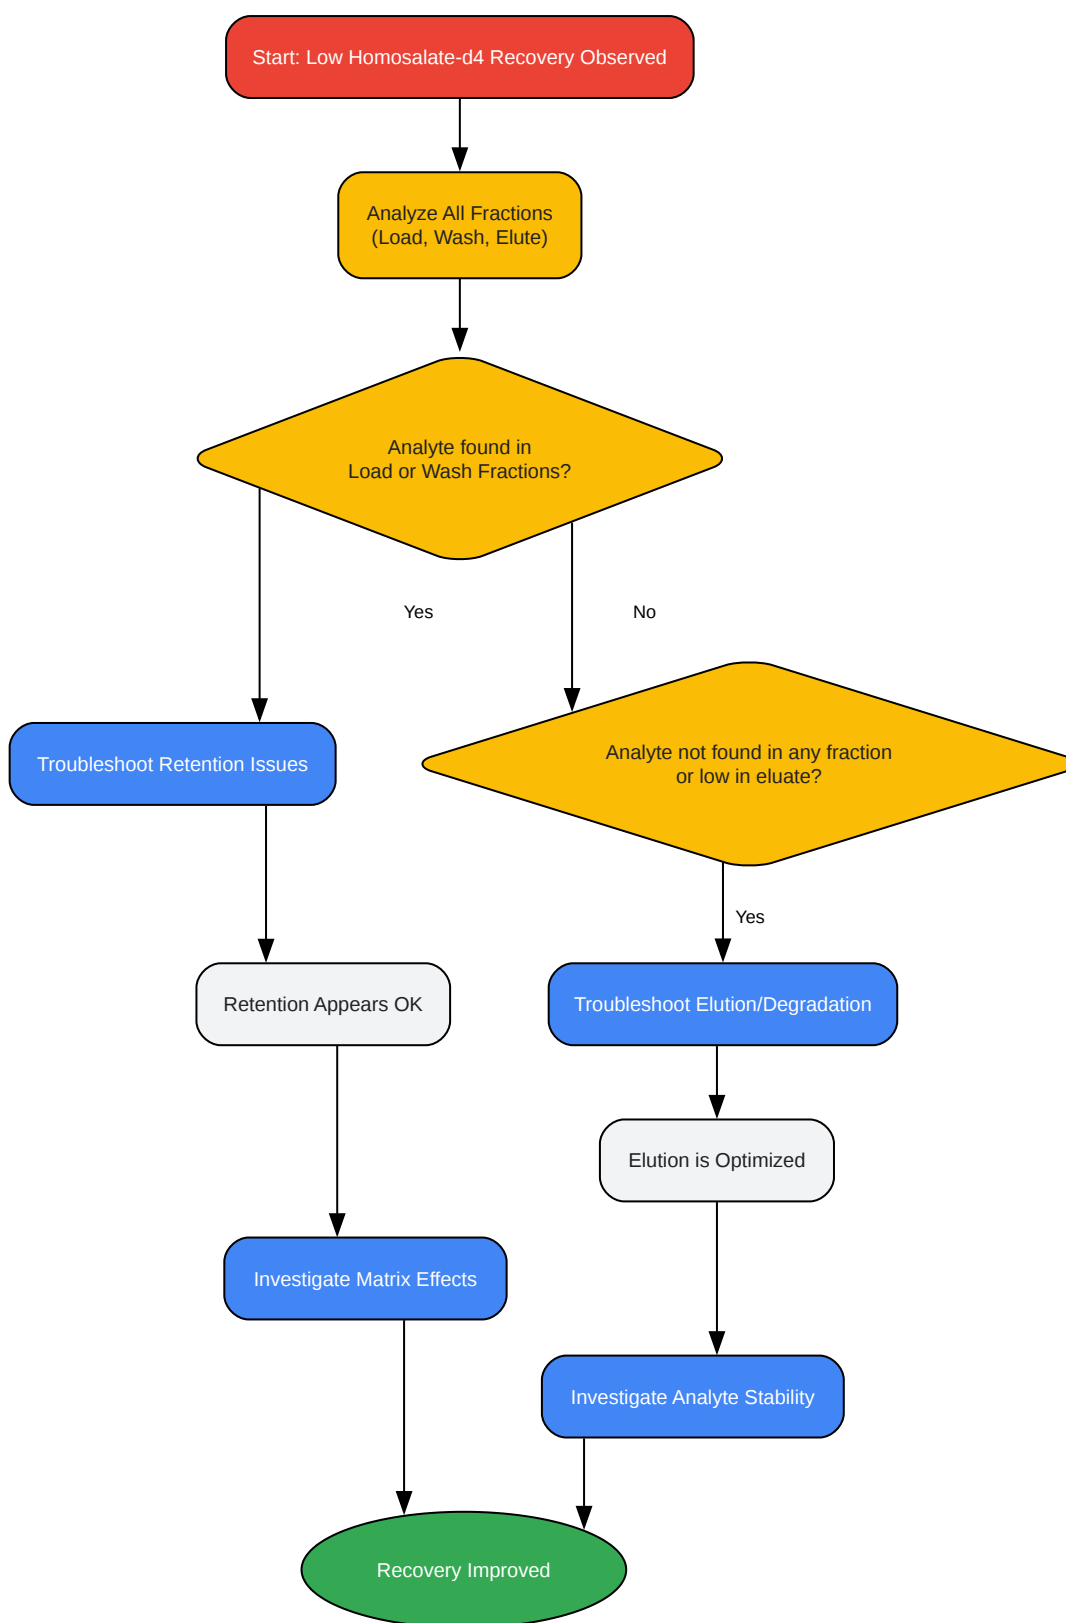 Start: Low Homosalate-d4 Recovery Observed
Analyze All Fractions
(Load, Wash, Elute)
Analyte found in
Load or Wash Fractions?
Yes
No
Troubleshoot Retention Issues
Analyte not found in any fraction
or low in eluate?
Yes
Retention Appears OK
Troubleshoot Elution/Degradation
Elution is Optimized
Investigate Matrix Effects
Investigate Analyte Stability
Recovery Improved